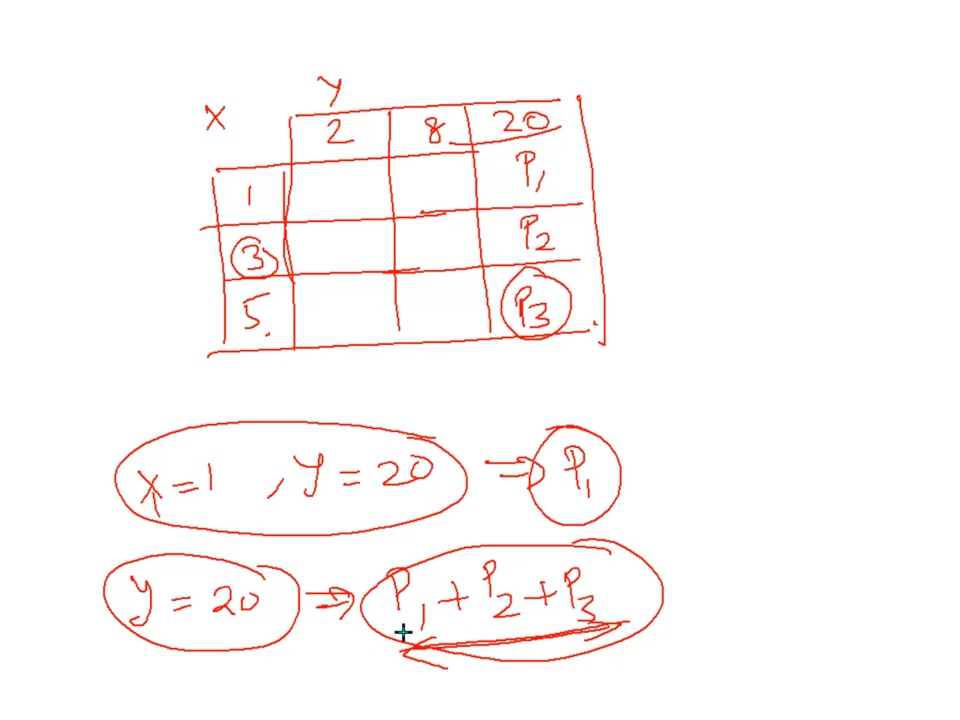 Y
X
2 8 20
1 P1
3 P2
5. P3
x=1 , y = 20 ⇒ P1
y = 20 ⇒ P1 + P2 + P3